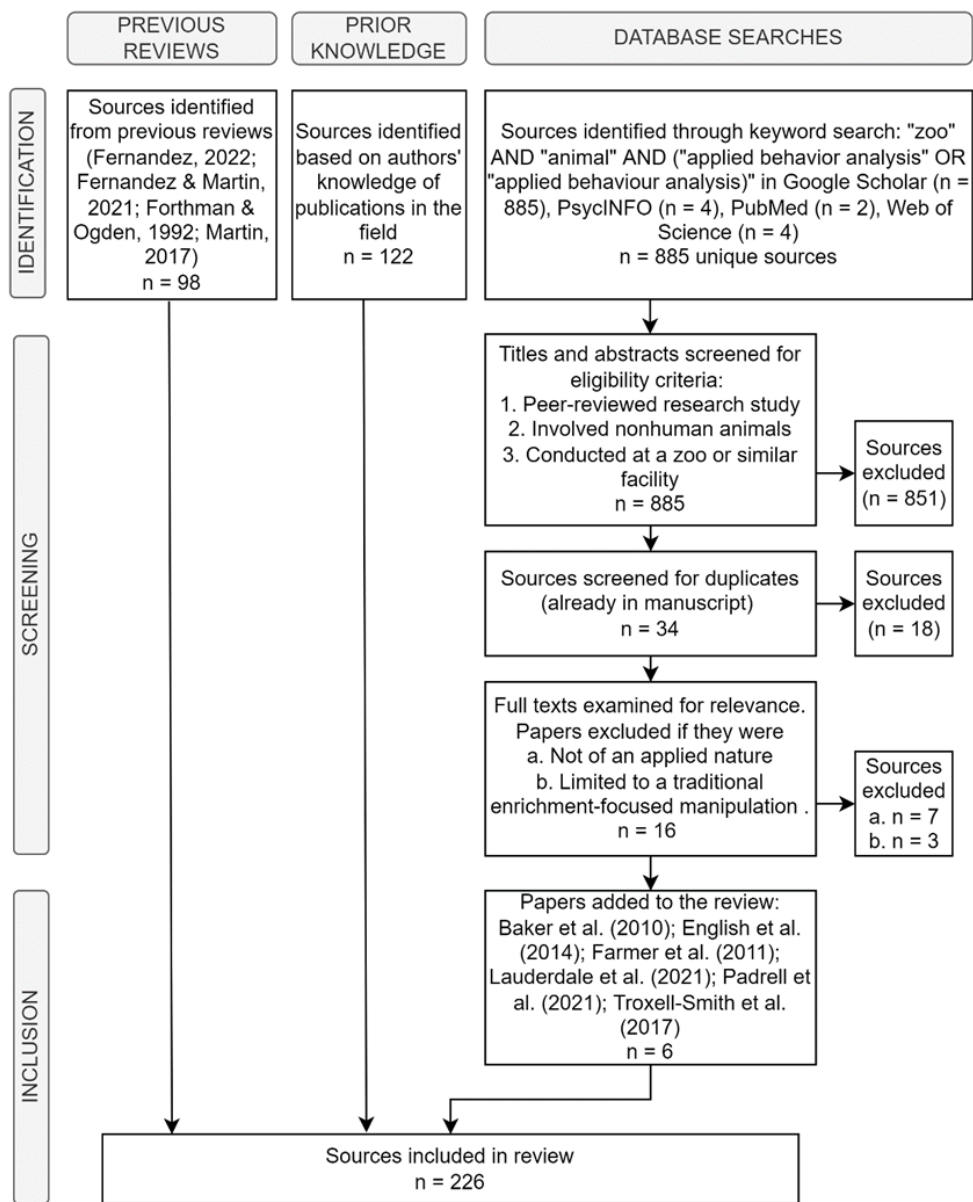 PREVIOUS
REVIEWS
PRIOR
KNOWLEDGE
DATABASE SEARCHES
IDENTIFICATION
Sources identified
from previous reviews
(Fernandez, 2022;
Fernandez & Martin,
2021; Forthman &
Ogden, 1992; Martin,
2017)
n = 98
Sources identified
based on authors'
knowledge of
publications in the
field
n = 122
Sources identified through keyword search: "zoo"
AND "animal" AND ("applied behavior analysis" OR
"applied behaviour analysis)" in Google Scholar (n =
885), PsycINFO (n = 4), PubMed (n = 2), Web of
Science (n = 4)
n = 885 unique sources
SCREENING
Titles and abstracts screened for
eligibility criteria:
1. Peer-reviewed research study
2. Involved nonhuman animals
3. Conducted at a zoo or similar
facility
n = 885
Sources
excluded
(n = 851)
Sources screened for duplicates
(already in manuscript)
n = 34
Sources
excluded
(n = 18)
Full texts examined for relevance.
Papers excluded if they were
a. Not of an applied nature
b. Limited to a traditional
enrichment-focused manipulation .
n = 16
Sources
excluded
a. n = 7
b. n = 3
INCLUSION
Papers added to the review:
Baker et al. (2010); English et al.
(2014); Farmer et al. (2011);
Lauderdale et al. (2021); Padrell et
al. (2021); Troxell-Smith et al.
(2017)
n = 6
Sources included in review
n = 226